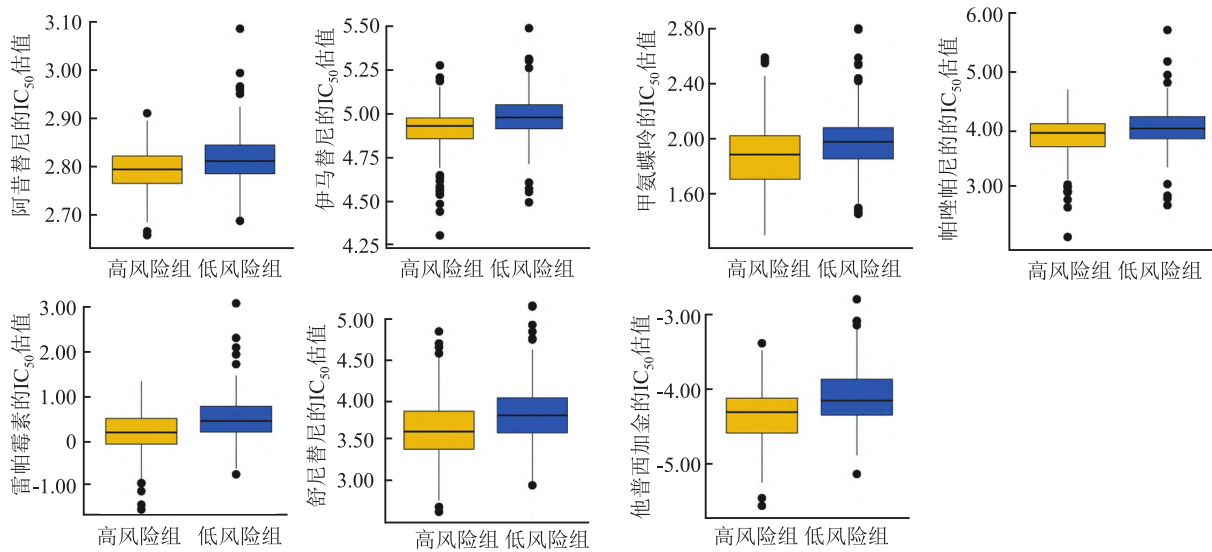 阿昔替尼的IC50估值
3.10
3.00
2.90
2.80
2.70
高风险组 低风险组
伊马替尼的IC50估值
5.50
5.25
5.00
4.75
4.50
4.25
高风险组 低风险组
甲氨蝶呤的IC50估值
2.80
2.40
2.00
1.60
高风险组 低风险组
帕唑帕尼的的IC50估值
6.00
5.00
4.00
3.00
高风险组 低风险组
雷帕霉素的IC50估值
3.00
2.00
1.00
0
-1.00
高风险组 低风险组
舒尼替尼的IC50估值
5.00
4.50
4.00
3.50
3.00
高风险组 低风险组
他普西加金的IC50估值
-3.00
-4.00
-5.00
高风险组 低风险组